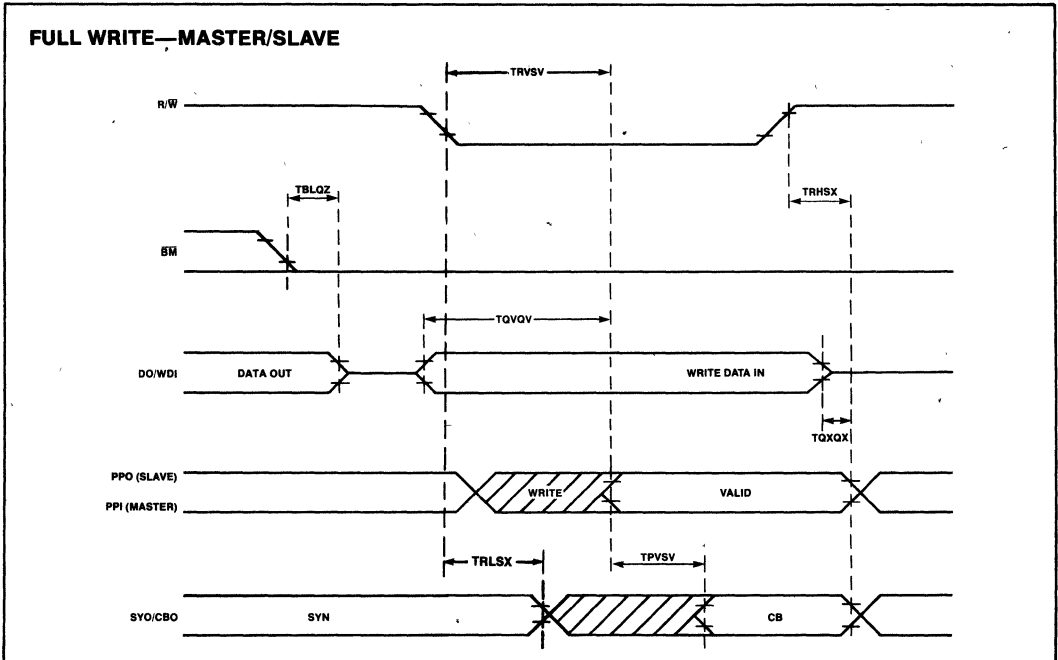 FULL WRITE—MASTER/SLAVE
TRVSV
R/W̅
TBLQZ
TRHSX
B̅M̅
TQVQV
DO/WDI
DATA OUT
WRITE DATA IN
TQXQX
PPO (SLAVE)
WRITE
VALID
PPI (MASTER)
TRLSX
TPVSV
SYO/CBO
SYN
CB